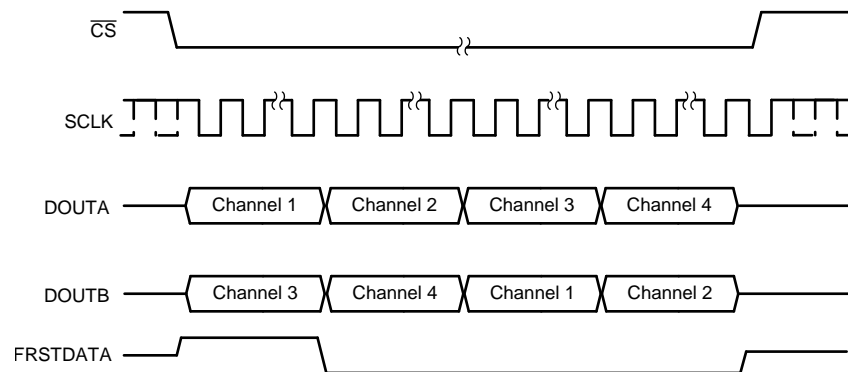 CS
SCLK
DOUTA Channel 1 Channel 2 Channel 3 Channel 4
DOUTB Channel 3 Channel 4 Channel 1 Channel 2
FRSTDATA